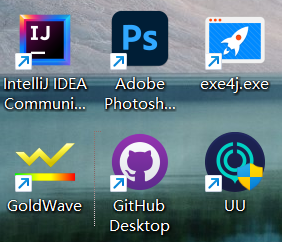 IJ
Ps
IntelliJ IDEA
Communi...
Adobe
Photosh...
exe4j.exe
GoldWave
GitHub
Desktop
UU